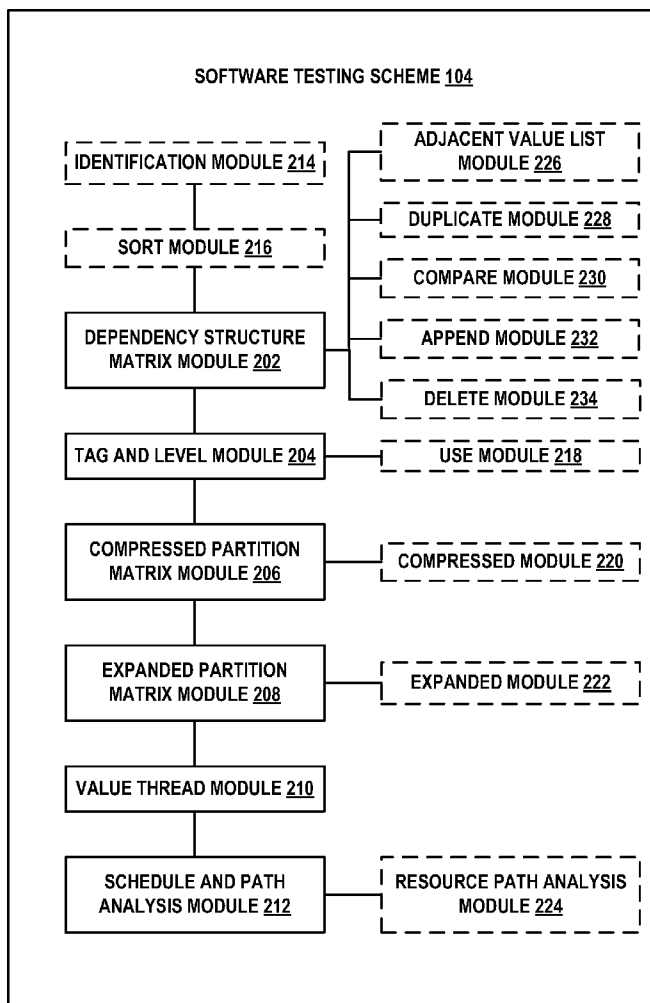 SOFTWARE TESTING SCHEME 104
IDENTIFICATION MODULE 214
SORT MODULE 216
DEPENDENCY STRUCTURE
MATRIX MODULE 202
ADJACENT VALUE LIST
MODULE 226
DUPLICATE MODULE 228
COMPARE MODULE 230
APPEND MODULE 232
DELETE MODULE 234
TAG AND LEVEL MODULE 204
USE MODULE 218
COMPRESSED PARTITION
MATRIX MODULE 206
COMPRESSED MODULE 220
EXPANDED PARTITION
MATRIX MODULE 208
EXPANDED MODULE 222
VALUE THREAD MODULE 210
SCHEDULE AND PATH
ANALYSIS MODULE 212
RESOURCE PATH ANALYSIS
MODULE 224